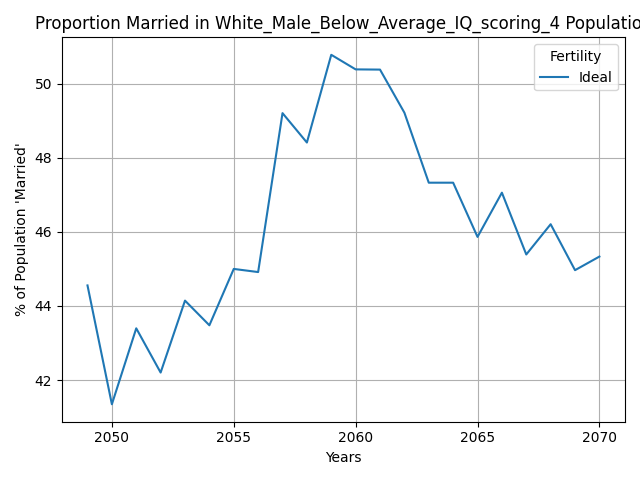 Proportion Married in White_Male_Below_Average_IQ_scoring_4 Populatio
Fertility
Ideal
50
48
46
44
42
% of Population 'Married'
2050 2055 2060 2065 2070
Years